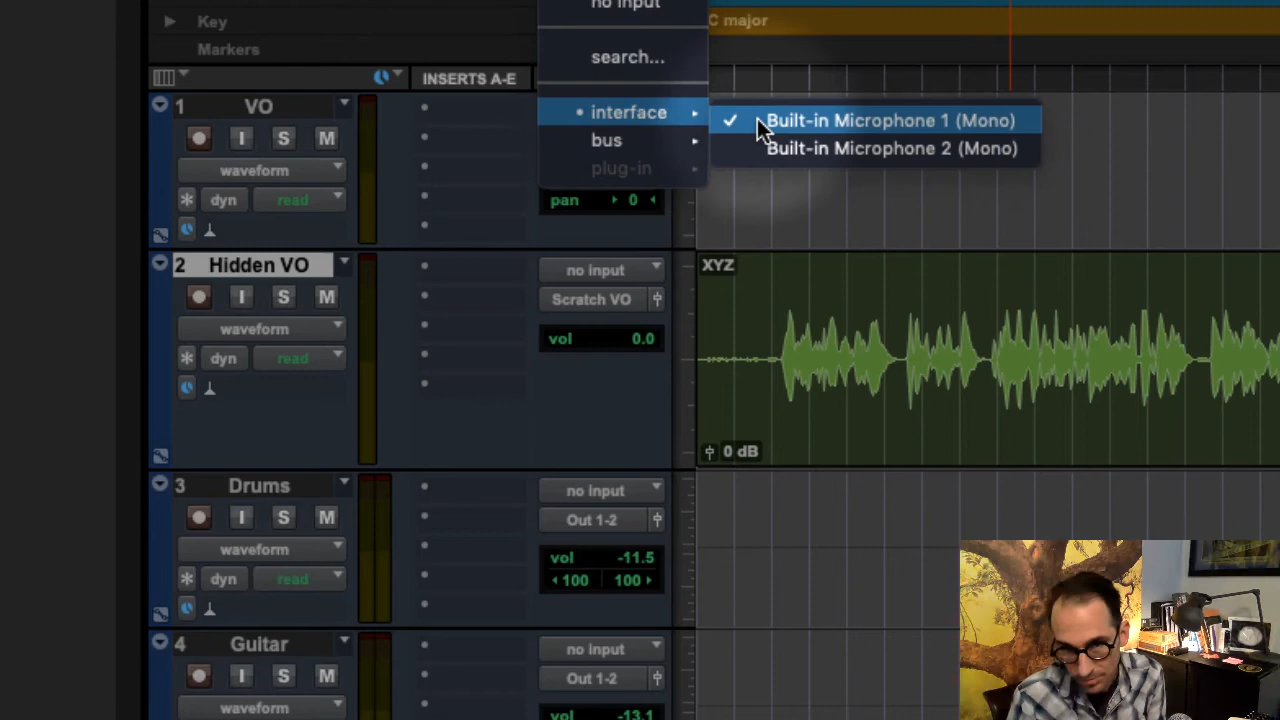 no input
Key
C major
Markers
search...
INSERTS A-E
1 VO
interface
Built-in Microphone 1 (Mono)
I S M
bus
Built-in Microphone 2 (Mono)
waveform
plug-in
dyn read
pan 0
2 Hidden VO
no input
XYZ
I S M
Scratch VO
waveform
vol 0.0
dyn read
0 dB
3 Drums
no input
I S M
Out 1-2
waveform
vol -11.5
dyn read
100 100
4 Guitar
no input
I S M
Out 1-2
waveform
vol -13.1